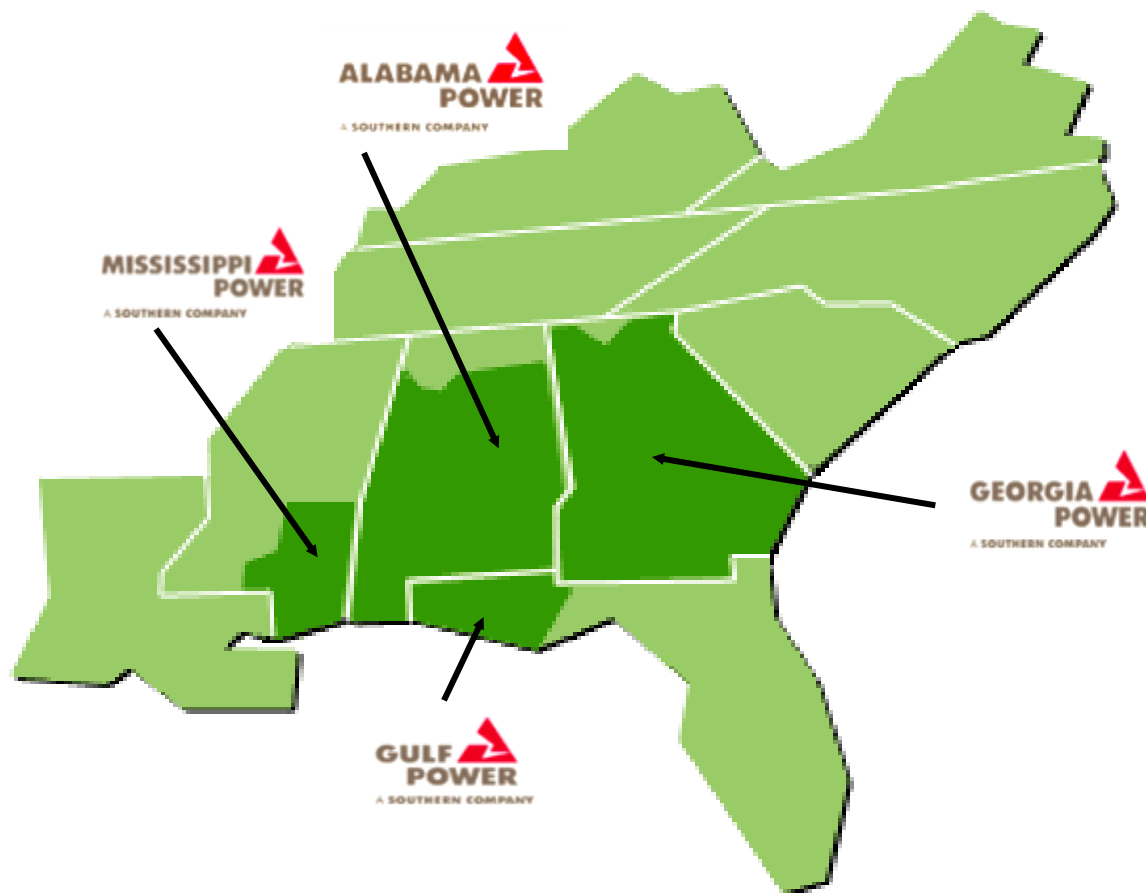 ALABAMA
POWER
A SOUTHERN COMPANY
MISSISSIPPI
POWER
A SOUTHERN COMPANY
GEORGIA
POWER
A SOUTHERN COMPANY
GULF
POWER
A SOUTHERN COMPANY